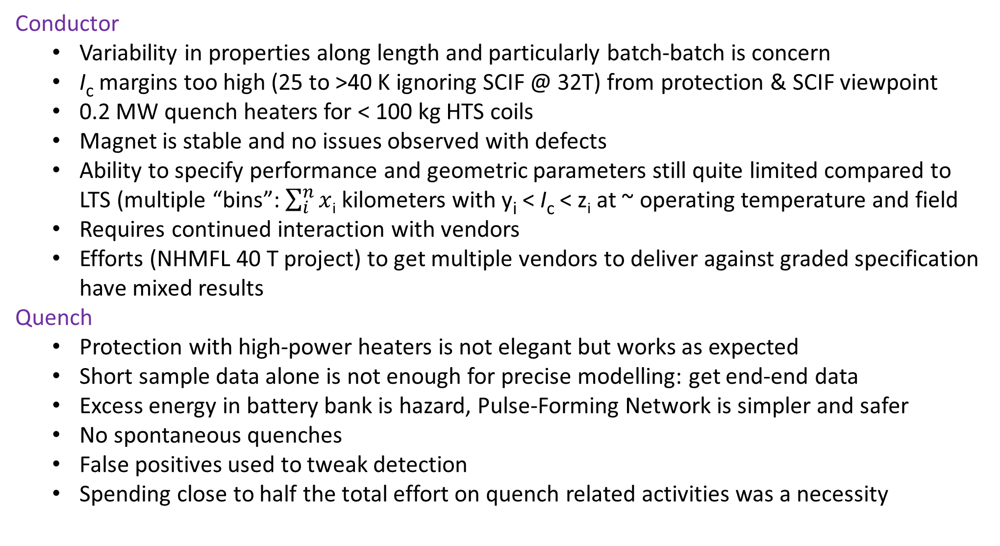 Conductor
• Variability in properties along length and particularly batch-batch is concern
• Ic margins too high (25 to >40 K ignoring SCIF @ 32T) from protection & SCIF viewpoint
• 0.2 MW quench heaters for < 100 kg HTS coils
• Magnet is stable and no issues observed with defects
• Ability to specify performance and geometric parameters still quite limited compared to
LTS (multiple “bins”: ∑ᵢⁿ xᵢ kilometers with yᵢ < Ic < zᵢ at ~ operating temperature and field
• Requires continued interaction with vendors
• Efforts (NHMFL 40 T project) to get multiple vendors to deliver against graded specification
have mixed results
Quench
• Protection with high-power heaters is not elegant but works as expected
• Short sample data alone is not enough for precise modelling: get end-end data
• Excess energy in battery bank is hazard, Pulse-Forming Network is simpler and safer
• No spontaneous quenches
• False positives used to tweak detection
• Spending close to half the total effort on quench related activities was a necessity